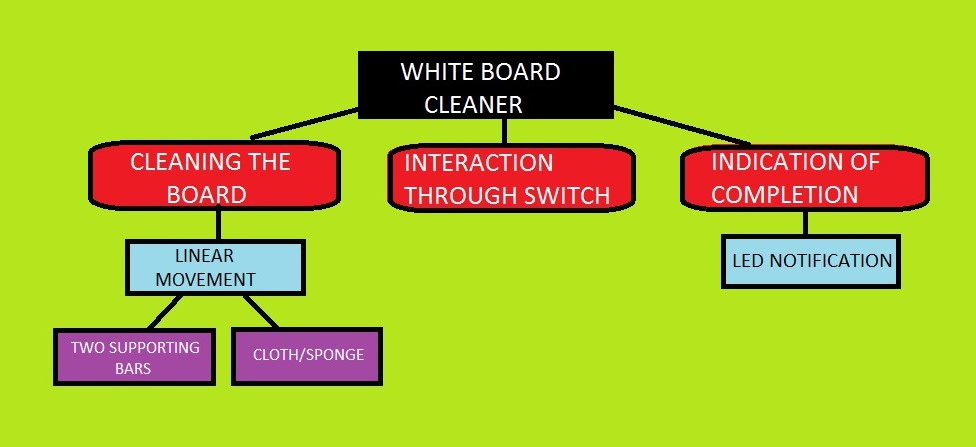 WHITE BOARD
CLEANER
CLEANING THE
BOARD
INTERACTION
THROUGH SWITCH
INDICATION OF
COMPLETION
LINEAR
MOVEMENT
LED NOTIFICATION
TWO SUPPORTING
BARS
CLOTH/SPONGE